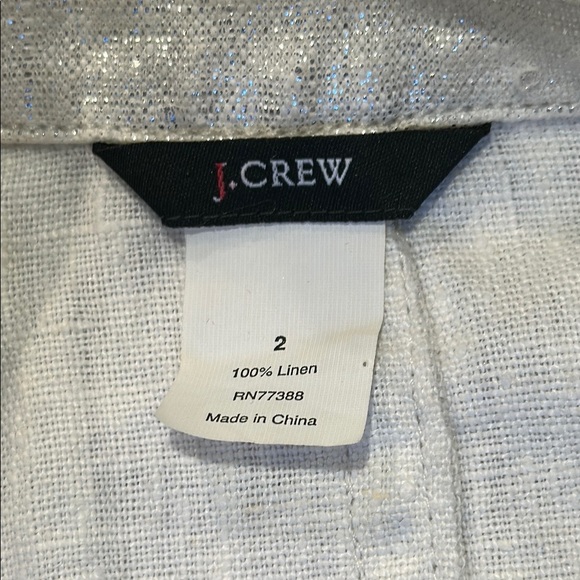 J.CREW
2
100% Linen
RN77388
Made in China